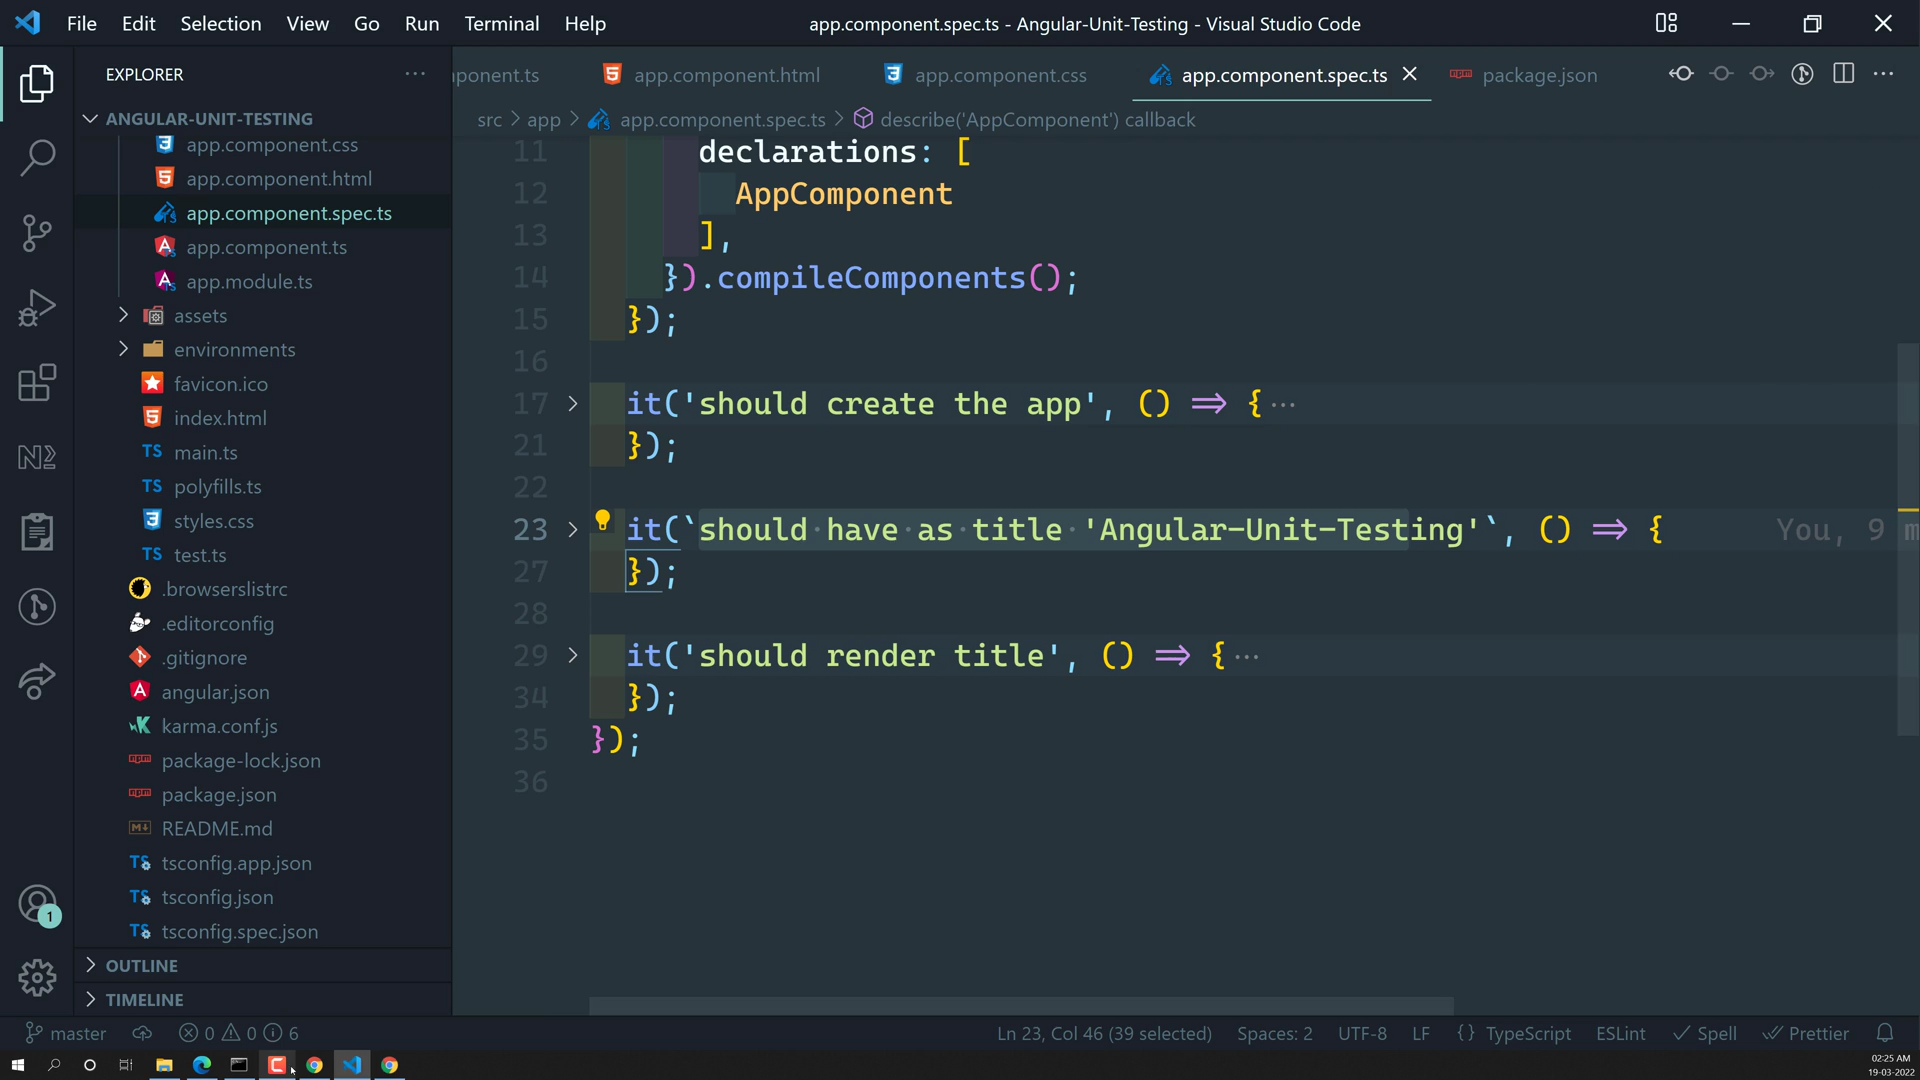 File Edit Selection View Go Run Terminal Help app.component.spec.ts - Angular-Unit-Testing - Visual Studio Code
EXPLORER ···
ponent.ts app.component.html app.component.css app.component.spec.ts package.json
ANGULAR-UNIT-TESTING
src > app > app.component.spec.ts > describe('AppComponent') callback
app.component.css
app.component.html
app.component.spec.ts
app.component.ts
app.module.ts
assets
environments
favicon.ico
index.html
main.ts
polyfills.ts
styles.css
test.ts
.browserslistrc
.editorconfig
.gitignore
angular.json
karma.conf.js
package-lock.json
package.json
README.md
tsconfig.app.json
tsconfig.json
tsconfig.spec.json
OUTLINE
TIMELINE
11 declarations: [
12 AppComponent
13 ],
14 }).compileComponents();
15 });
16
17 it('should create the app', () => {···
21 });
22
23 it(`should·have·as·title·'Angular-Unit-Testing'`, () => { You, 9 m
27 });
28
29 it('should render title', () => {···
34 });
35 });
36
1
master 0 0 6 Ln 23, Col 46 (39 selected) Spaces: 2 UTF-8 LF {} TypeScript ESLint Spell Prettier
02:25 AM
19-03-2022